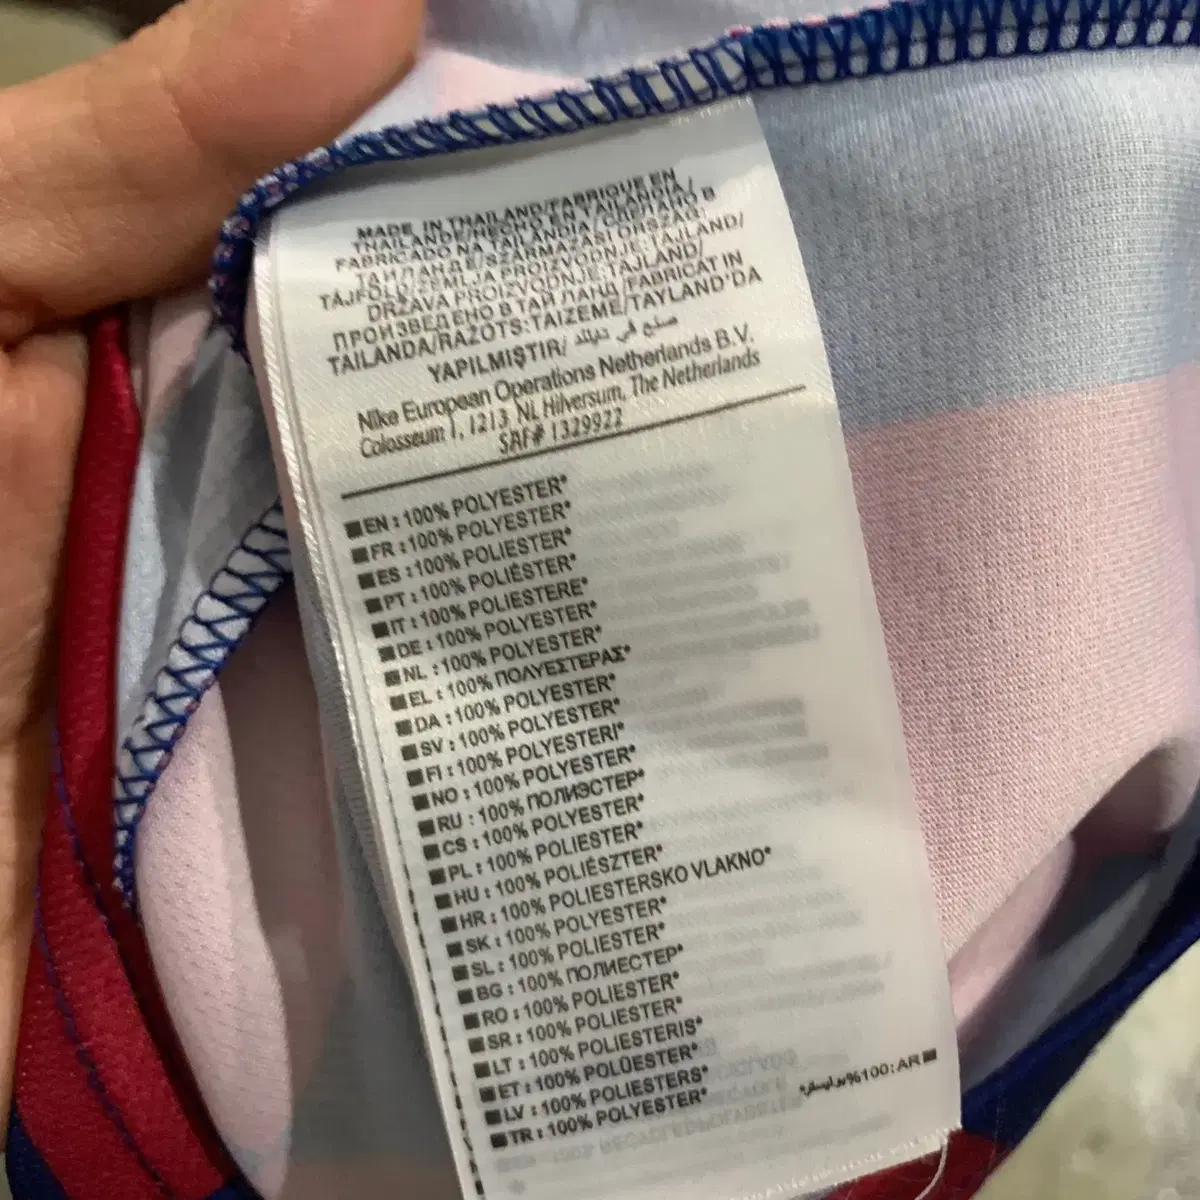 MADE IN THAILAND/FABRIQUE EN
THAILANDE/HECHO EN TAILANDIA/
FABRICADO NA TAILANDIA/СДЕЛАНО В
ТАИЛАНДЕ/SZÁRMAZÁSI ORSZÁG:
TÁJFÖLD/ZEMLJA PROIZVODNJE:TAJLAND/
DRŽAVA PROIZVODNJE:TAJLAND/
ПРОИЗВЕДЕНО В ТАЙЛАНД/FABRICAT IN
TAILANDA/RAŽOTS:TAIZEME/TAYLAND'DA
YAPILMIŞTIR/ صنع في تايلاند
Nike European Operations Netherlands B.V.
Colosseum 1, 1213 NL Hilversum, The Netherlands
SAF# 1329922
EN : 100% POLYESTER*
FR : 100% POLYESTER*
ES : 100% POLIESTER*
PT : 100% POLIÉSTER*
IT : 100% POLIESTERE*
DE : 100% POLYESTER*
NL : 100% POLYESTER*
EL : 100% ΠΟΛΥΕΣΤΕΡΑΣ*
DA : 100% POLYESTER*
SV : 100% POLYESTER*
FI : 100% POLYESTERI*
NO : 100% POLYESTER*
RU : 100% ПОЛИЭСТЕР*
CS : 100% POLYESTER*
PL : 100% POLIESTER*
HU : 100% POLIÉSZTER*
HR : 100% POLIESTERSKO VLAKNO*
SK : 100% POLYESTER*
SL : 100% POLIESTER*
BG : 100% ПОЛИЕСТЕР*
RO : 100% POLIESTER*
SR : 100% POLIESTER*
LT : 100% POLIESTERIS*
ET : 100% POLÜESTER*
LV : 100% POLIESTERS*
TR : 100% POLYESTER*
*بوليستر %100 : AR